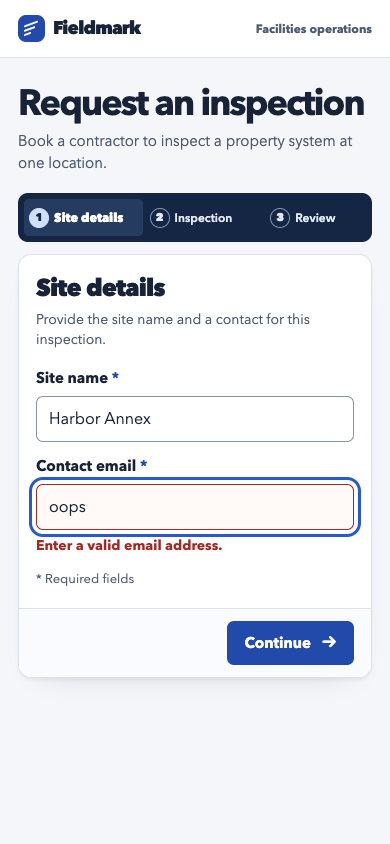 Fieldmark
Facilities operations
Request an inspection
Book a contractor to inspect a property system at
one location.
1 Site details
2 Inspection
3 Review
Site details
Provide the site name and a contact for this
inspection.
Site name *
Harbor Annex
Contact email *
oops
Enter a valid email address.
* Required fields
Continue →